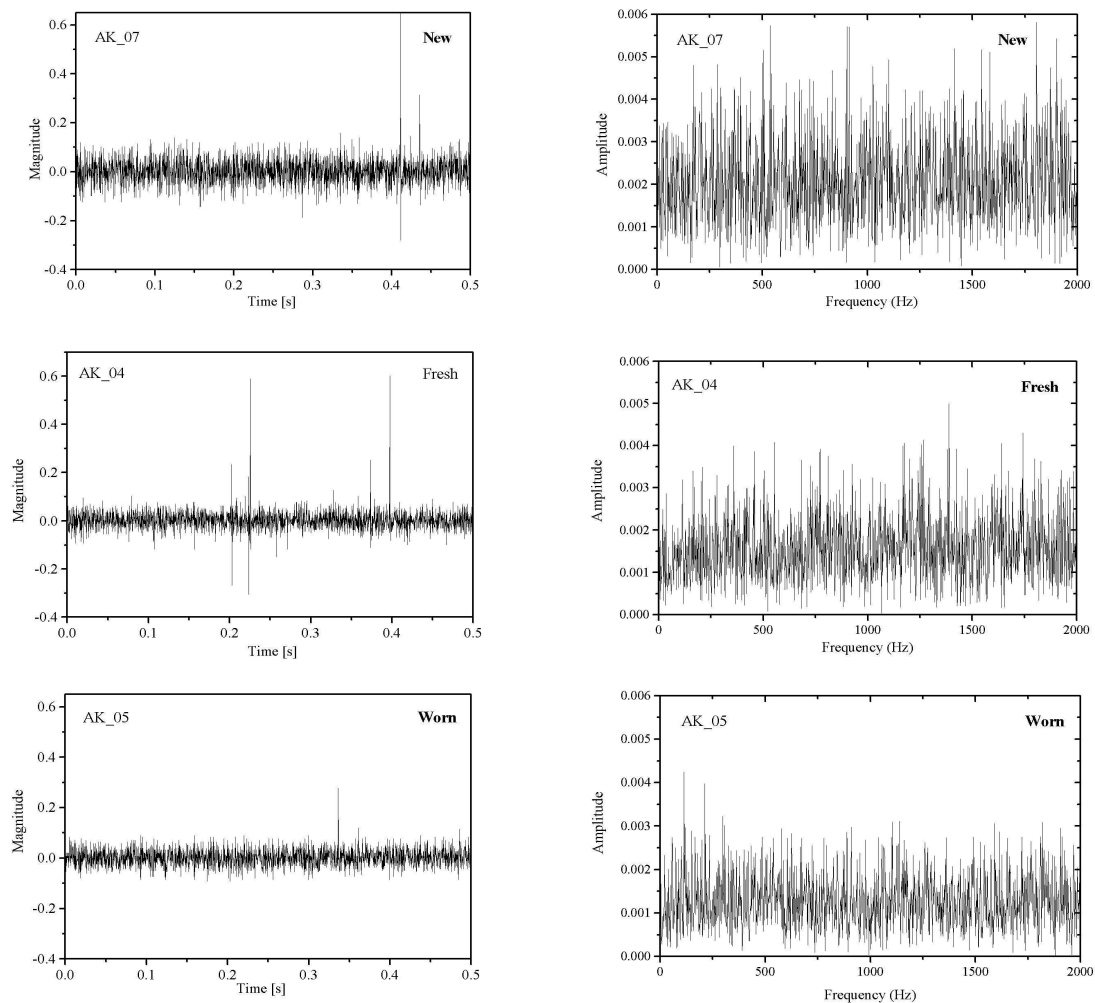 AK_07 New
Magnitude
0.6
0.4
0.2
0.0
-0.2
-0.4
0.0 0.1 0.2 0.3 0.4 0.5
Time [s]
AK_07 New
Amplitude
0.006
0.005
0.004
0.003
0.002
0.001
0.000
0 500 1000 1500 2000
Frequency (Hz)
AK_04 Fresh
Magnitude
0.6
0.4
0.2
0.0
-0.2
-0.4
0.0 0.1 0.2 0.3 0.4 0.5
Time [s]
AK_04 Fresh
Amplitude
0.006
0.005
0.004
0.003
0.002
0.001
0.000
0 500 1000 1500 2000
Frequency (Hz)
AK_05 Worn
Magnitude
0.6
0.4
0.2
0.0
-0.2
-0.4
0.0 0.1 0.2 0.3 0.4 0.5
Time [s]
AK_05 Worn
Amplitude
0.006
0.005
0.004
0.003
0.002
0.001
0.000
0 500 1000 1500 2000
Frequency (Hz)